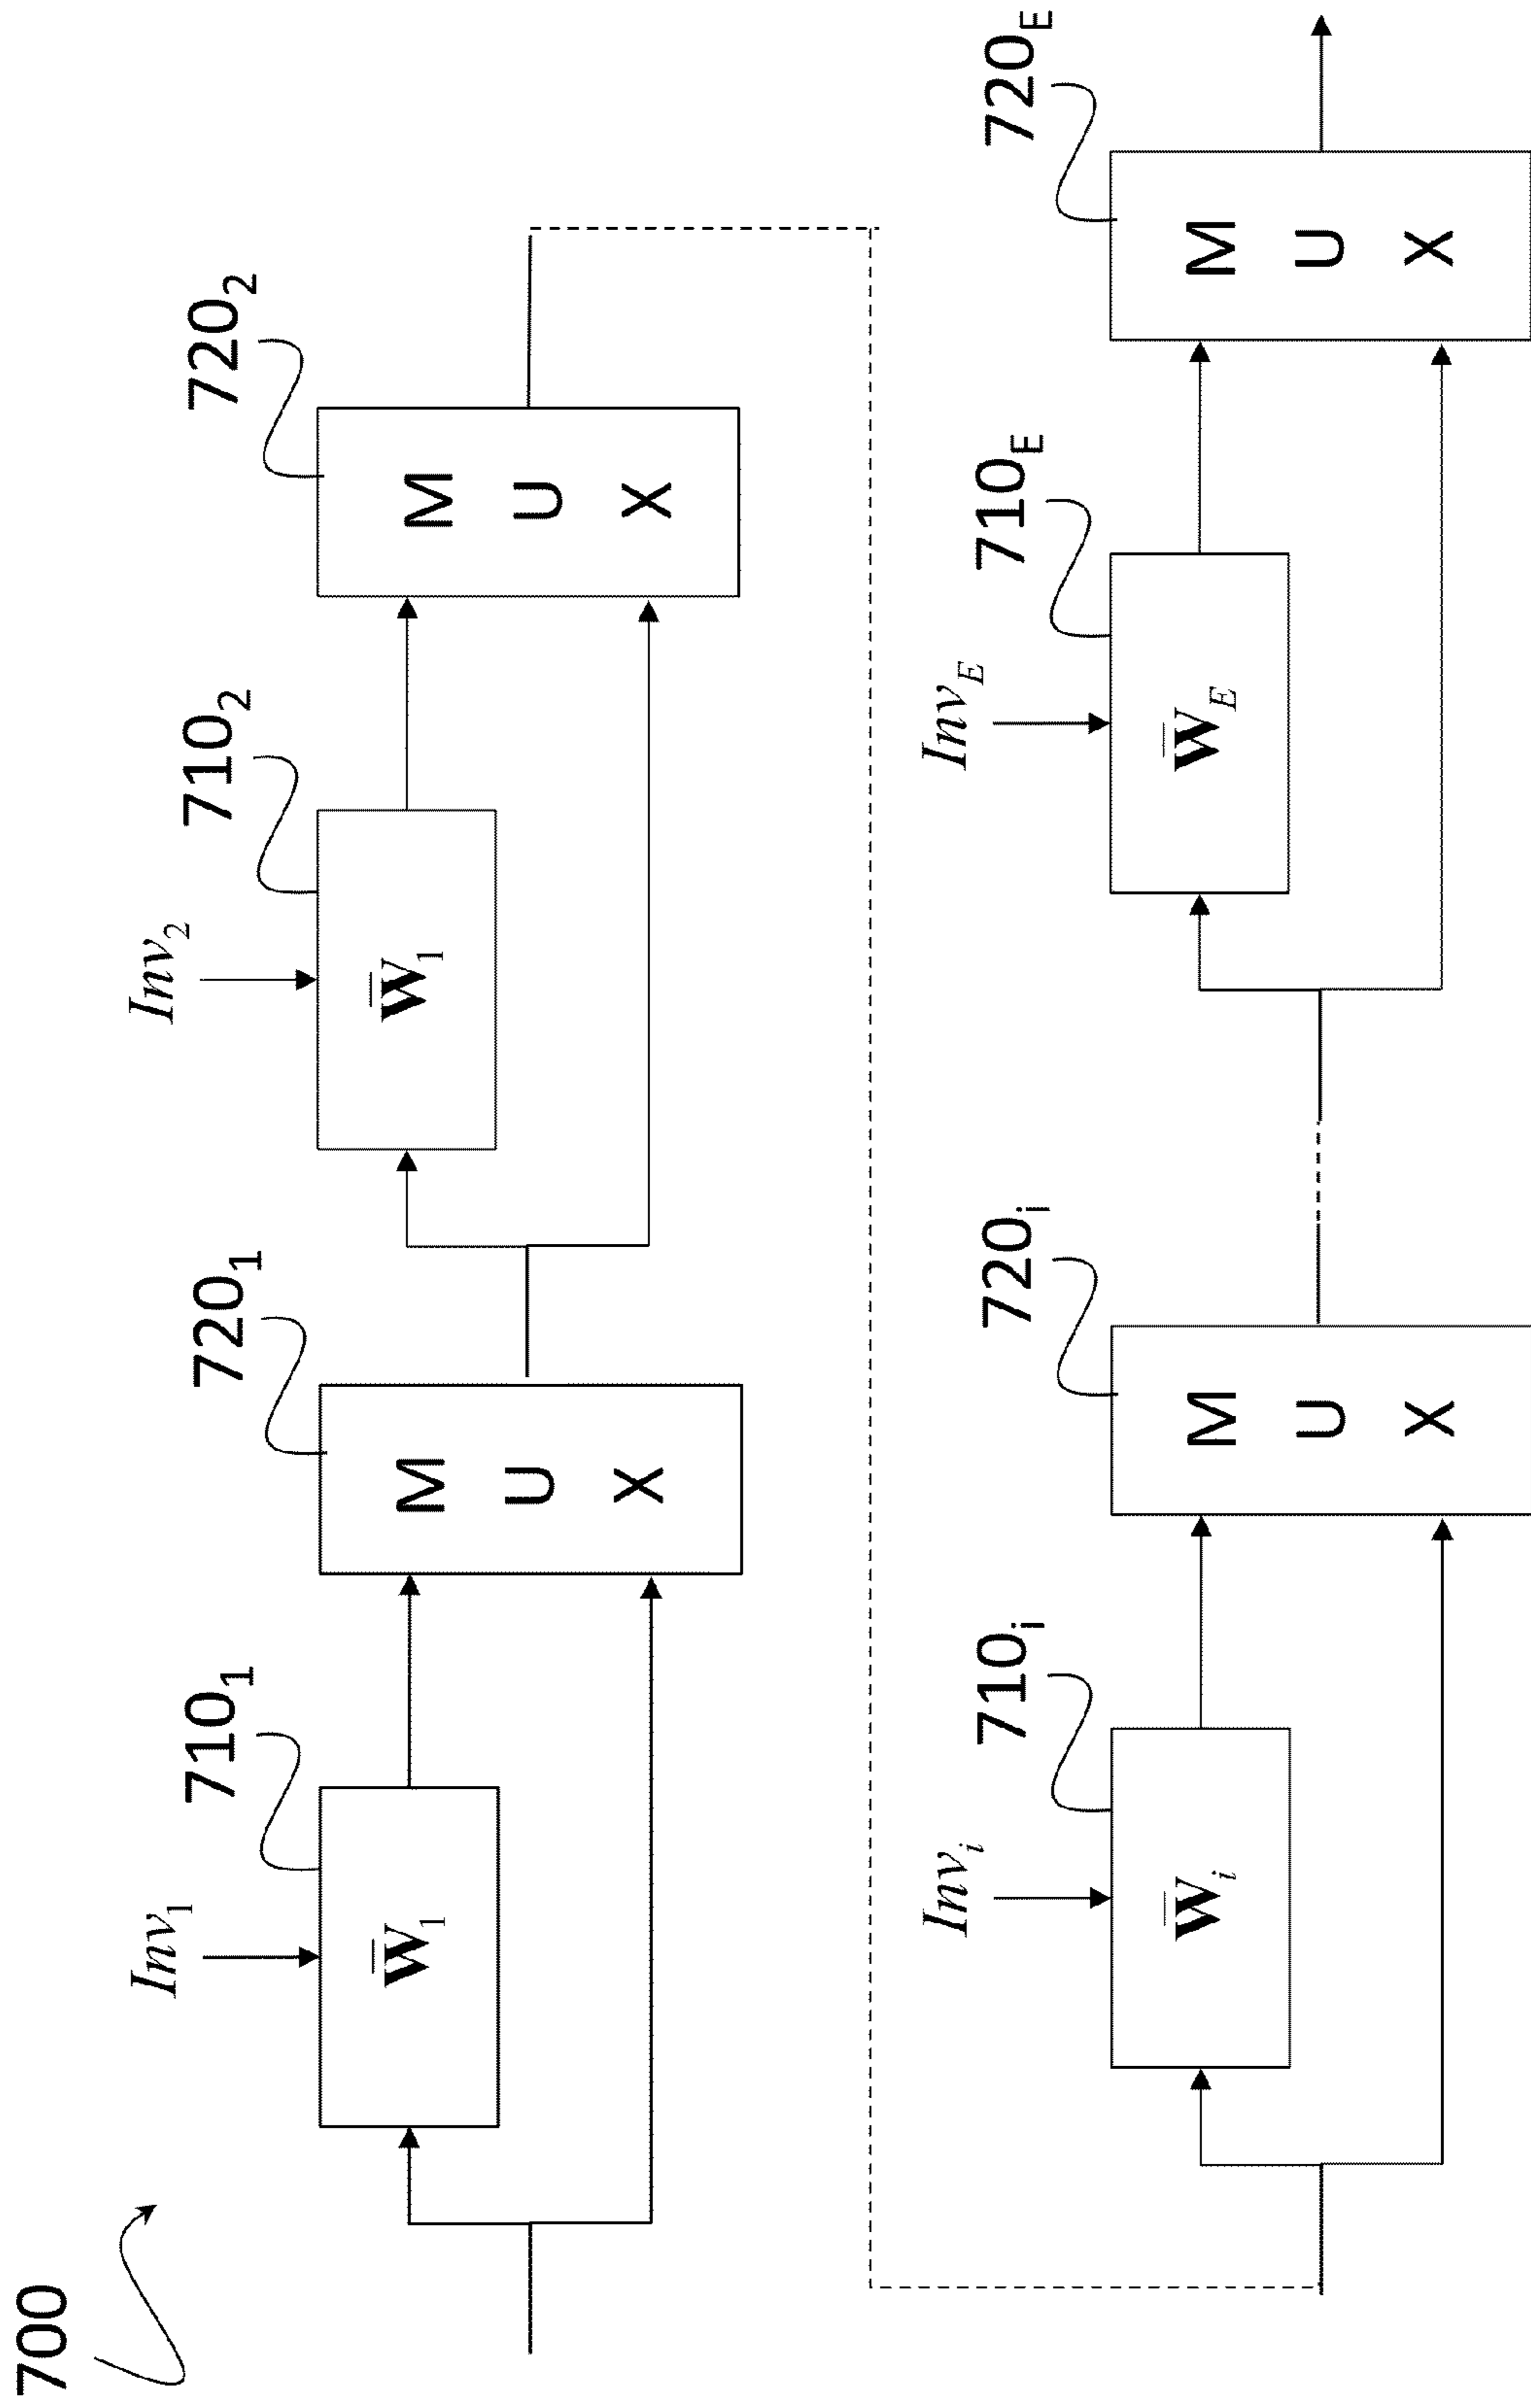 700
Inv₁
710₁
W̅₁
720₁
M
U
X
Inv₂
710₂
W̅₁
720₂
M
U
X
Invᵢ
710ᵢ
W̅ᵢ
720ᵢ
M
U
X
Inv_E
710_E
W̅_E
720_E
M
U
X